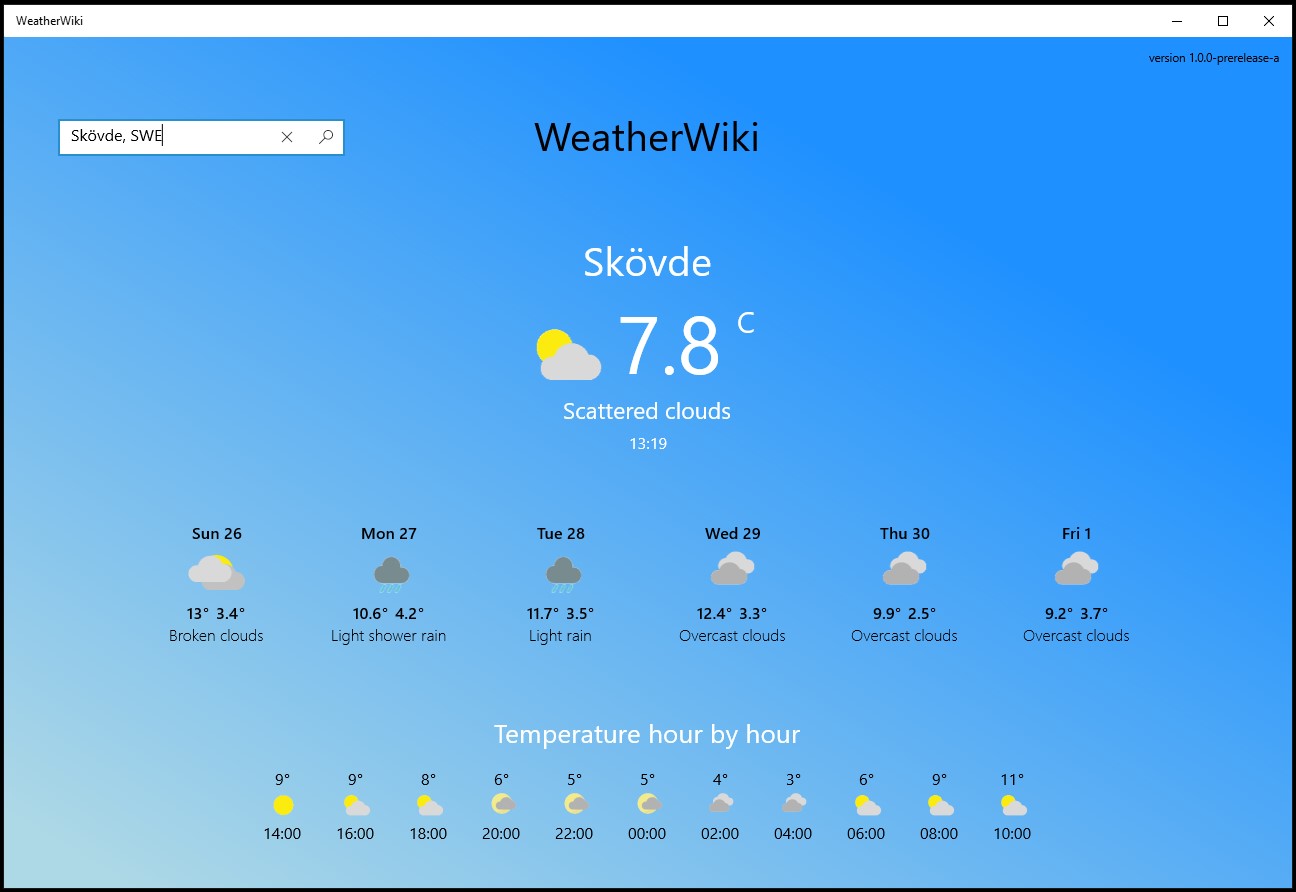 WeatherWiki
version 1.0.0-prerelease-a
Skövde, SWE
WeatherWiki
Skövde
7.8 C
Scattered clouds
13:19
Sun 26 Mon 27 Tue 28 Wed 29 Thu 30 Fri 1
13° 3.4° 10.6° 4.2° 11.7° 3.5° 12.4° 3.3° 9.9° 2.5° 9.2° 3.7°
Broken clouds Light shower rain Light rain Overcast clouds Overcast clouds Overcast clouds
Temperature hour by hour
9° 9° 8° 6° 5° 5° 4° 3° 6° 9° 11°
14:00 16:00 18:00 20:00 22:00 00:00 02:00 04:00 06:00 08:00 10:00